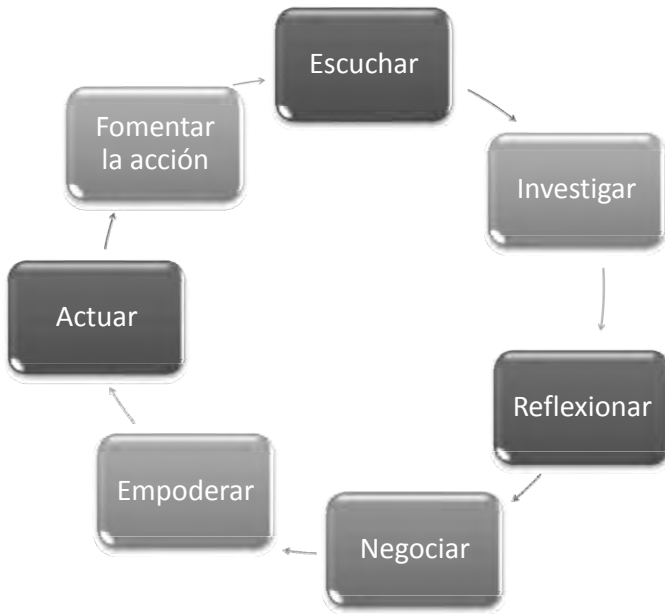 Escuchar
Fomentar
la acción
Investigar
Actuar
Reflexionar
Empoderar
Negociar